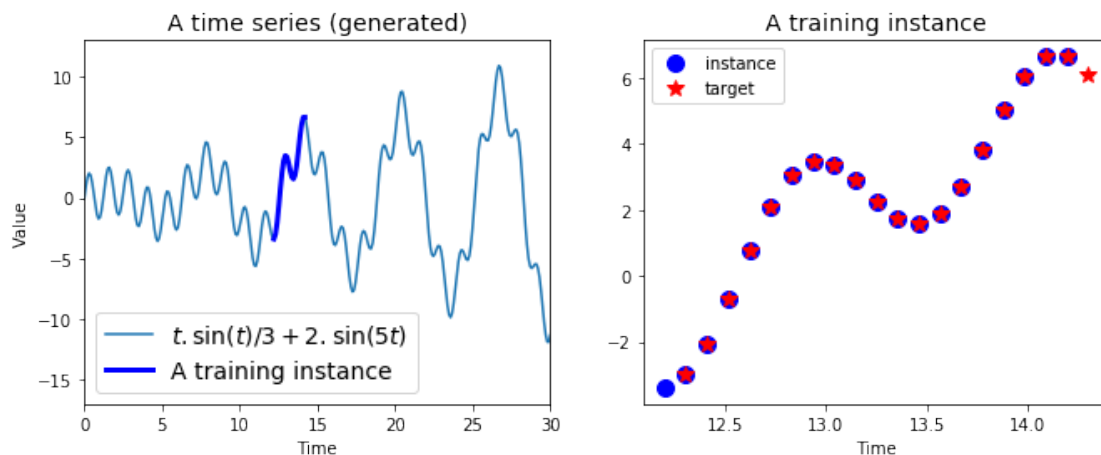 A time series (generated)
10
5
0
−5
−10
−15
Value
t.sin(t)/3 + 2.sin(5t)
A training instance
0 5 10 15 20 25 30
Time
A training instance
instance
target
6
4
2
0
−2
12.5 13.0 13.5 14.0
Time